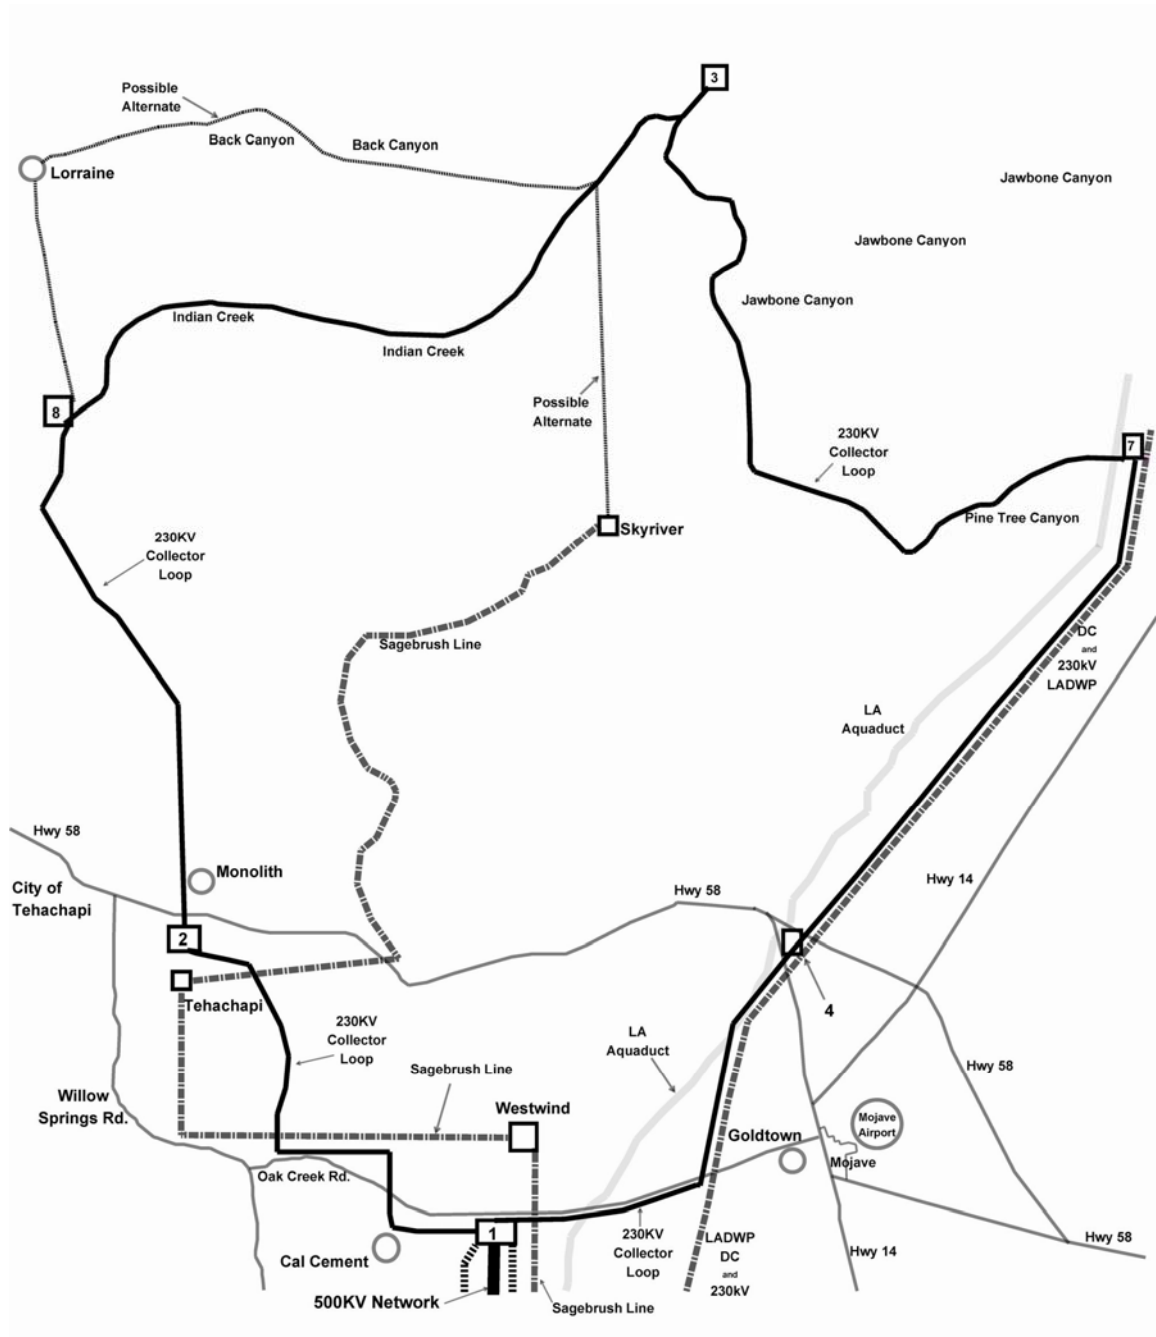 3
Possible
Alternate
Back Canyon
Back Canyon
Lorraine
Jawbone Canyon
Jawbone Canyon
Jawbone Canyon
Indian Creek
Indian Creek
8
Possible
Alternate
230KV
Collector
Loop
7
Pine Tree Canyon
Skyriver
230KV
Collector
Loop
Sagebrush Line
DC
and
230kV
LADWP
LA
Aquaduct
Hwy 58
Monolith
City of
Tehachapi
Hwy 58
Hwy 14
2
Tehachapi
4
230KV
Collector
Loop
LA
Aquaduct
Sagebrush Line
Hwy 58
Willow
Springs Rd.
Westwind
Goldtown
Mojave
Airport
Mojave
Oak Creek Rd.
1
Cal Cement
230KV
Collector
Loop
LADWP
DC
and
230kV
Hwy 14
Hwy 58
500KV Network
Sagebrush Line